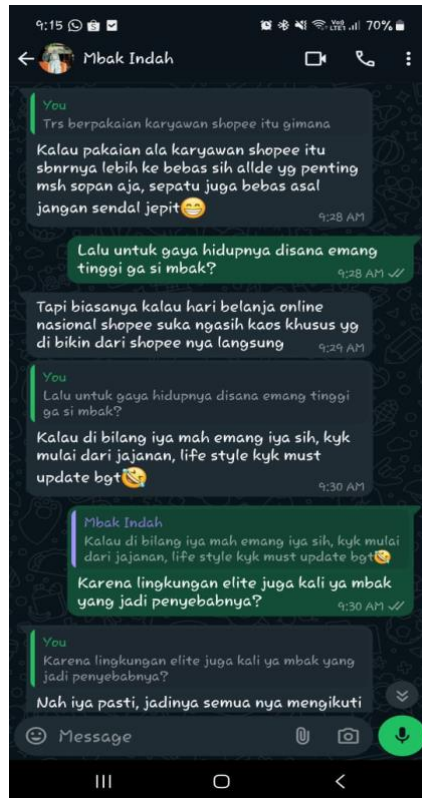 9:15
70%
Mbak Indah
You
Trs berpakaian karyawan shopee itu gimana
Kalau pakaian ala karyawan shopee itu
sbnrnya lebih ke bebas sih allde yg penting
msh sopan aja, sepatu juga bebas asal
jangan sendal jepit😁
9:28 AM
Lalu untuk gaya hidupnya disana emang
tinggi ga si mbak?
9:28 AM
Tapi biasanya kalau hari belanja online
nasional shopee suka ngasih kaos khusus yg
di bikin dari shopee nya langsung
9:29 AM
You
Lalu untuk gaya hidupnya disana emang tinggi
ga si mbak?
Kalau di bilang iya mah emang iya sih, kyk
mulai dari jajanan, life style kyk must
update bgt🤣
9:30 AM
Mbak Indah
Kalau di bilang iya mah emang iya sih, kyk mulai
dari jajanan, life style kyk must update bgt🤣
Karena lingkungan elite juga kali ya mbak
yang jadi penyebabnya?
9:30 AM
You
Karena lingkungan elite juga kali ya mbak yang
jadi penyebabnya?
Nah iya pasti, jadinya semua nya mengikuti
Message